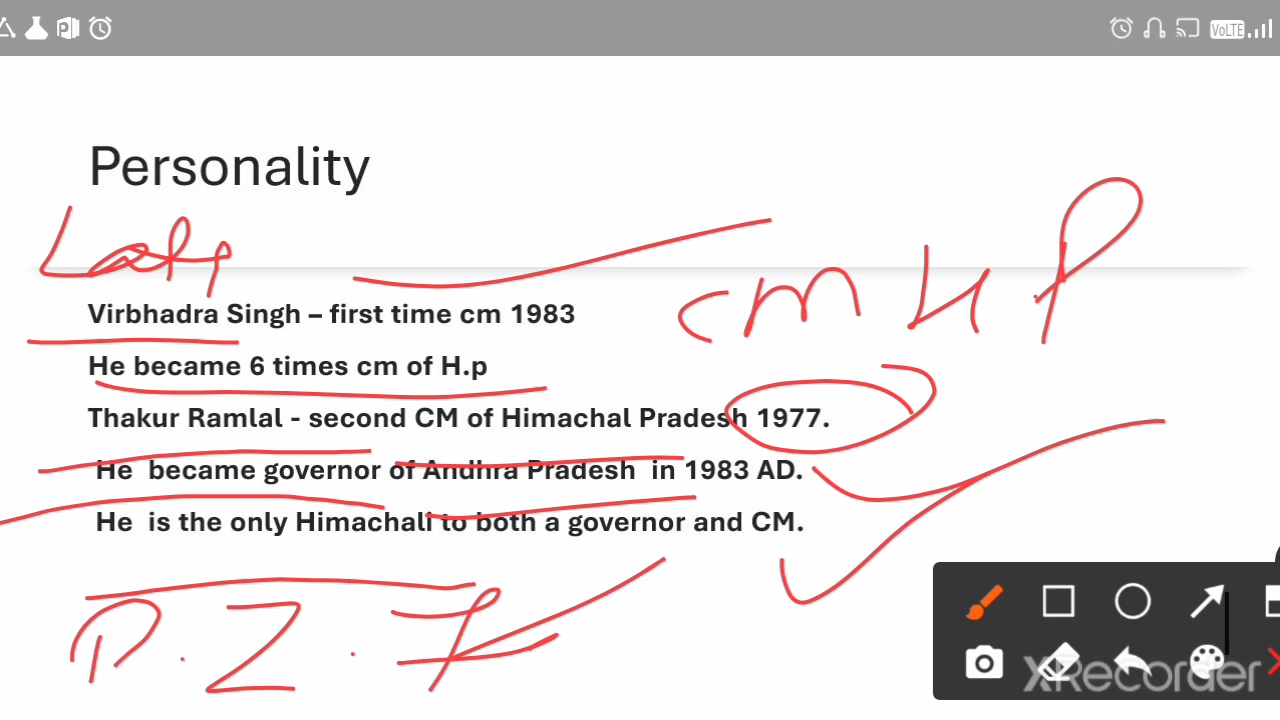 VoLTE
Personality
Virbhadra Singh – first time cm 1983
cm H P
He became 6 times cm of H.p
Thakur Ramlal - second CM of Himachal Pradesh 1977.
He became governor of Andhra Pradesh in 1983 AD.
He is the only Himachali to both a governor and CM.
XRecorder